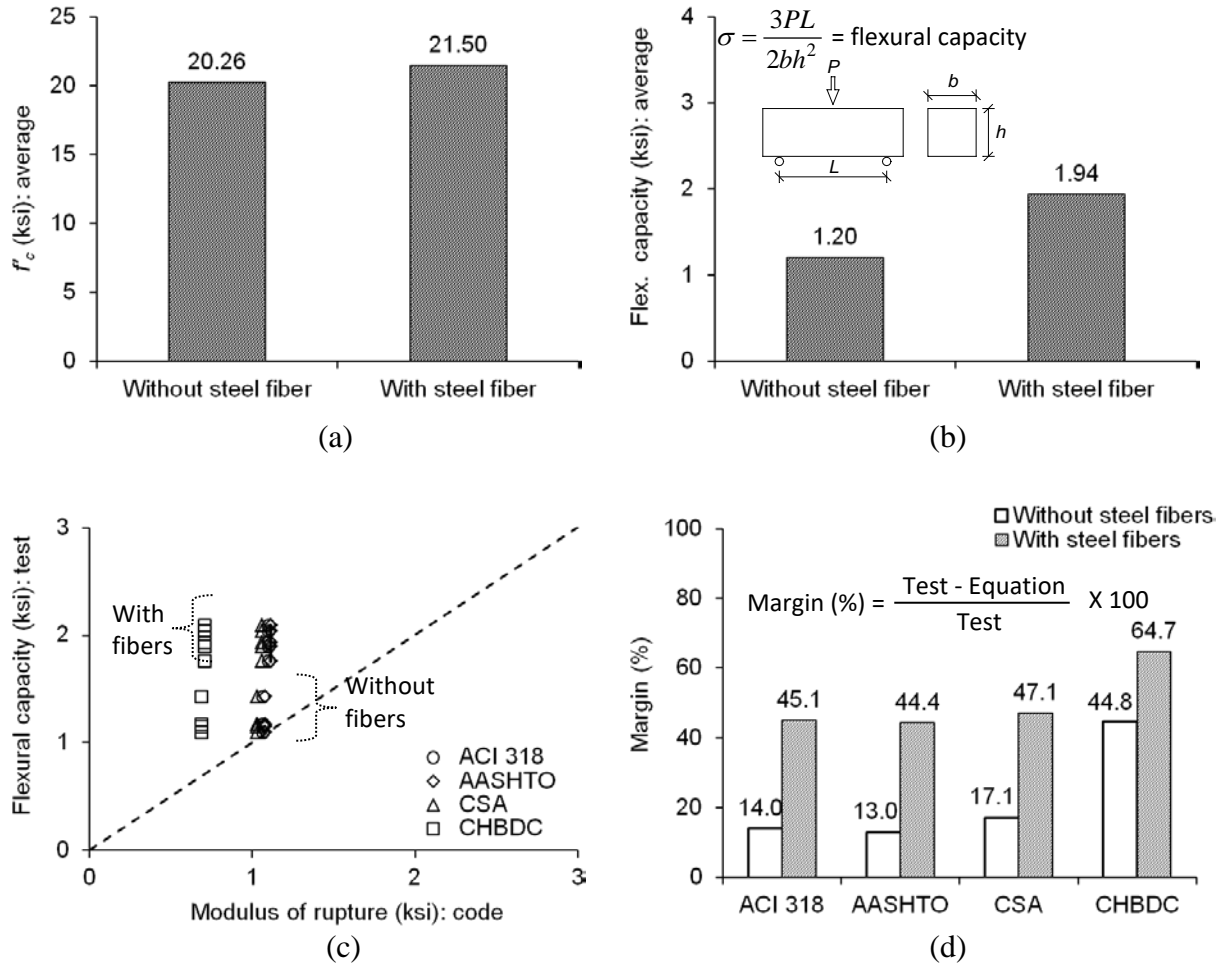 25
20
15
10
5
0
f'c (ksi): average
20.26
21.50
Without steel fiber
With steel fiber
(a)
4
3
2
1
0
Flex. capacity (ksi): average
σ = 3PL / 2bh² = flexural capacity
P
b
h
L
1.20
1.94
Without steel fiber
With steel fiber
(b)
3
2
1
0
Flexural capacity (ksi): test
With
fibers
Without
fibers
ACI 318
AASHTO
CSA
CHBDC
0
1
2
3
Modulus of rupture (ksi): code
(c)
Without steel fibers
With steel fibers
100
80
60
40
20
0
Margin (%)
Margin (%) = Test - Equation / Test X 100
14.0
45.1
13.0
44.4
17.1
47.1
44.8
64.7
ACI 318
AASHTO
CSA
CHBDC
(d)